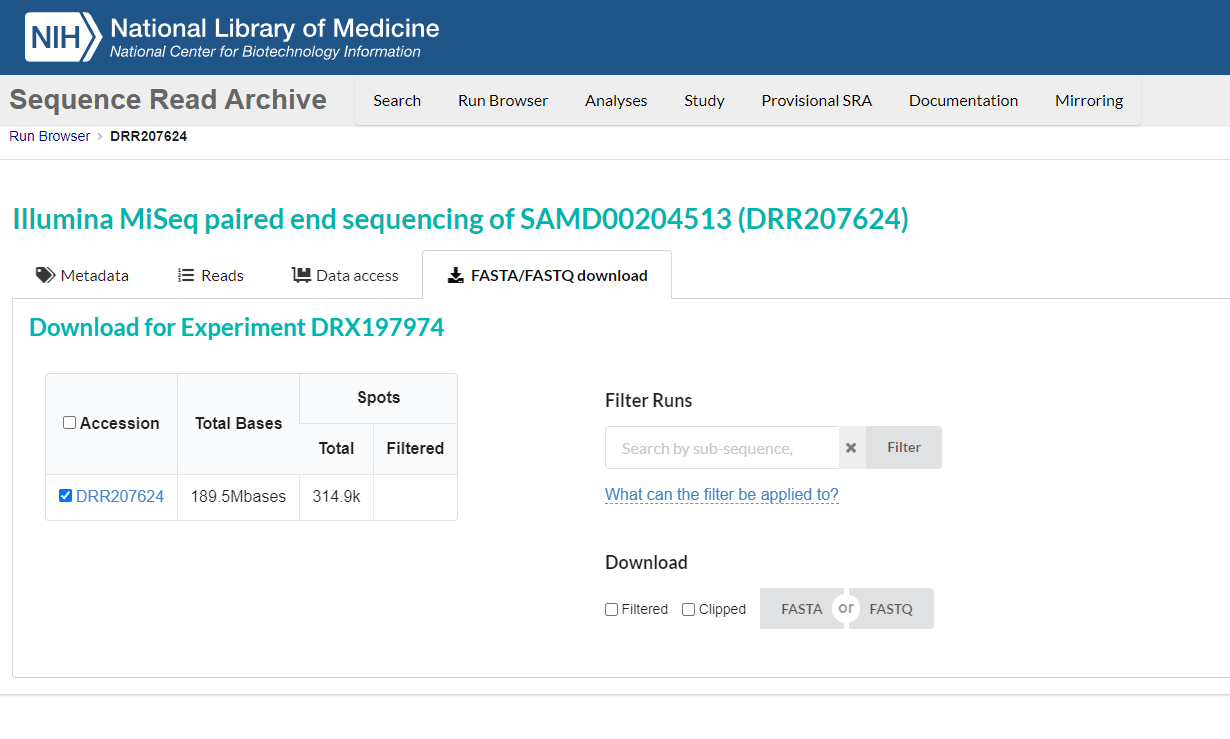 NIH National Library of Medicine
National Center for Biotechnology Information
Sequence Read Archive Search Run Browser Analyses Study Provisional SRA Documentation Mirroring
Run Browser › DRR207624
Illumina MiSeq paired end sequencing of SAMD00204513 (DRR207624)
Metadata Reads Data access FASTA/FASTQ download
Download for Experiment DRX197974
Accession Total Bases Spots
Total Filtered
DRR207624 189.5Mbases 314.9k
Filter Runs
Search by sub-sequence, × Filter
What can the filter be applied to?
Download
Filtered Clipped FASTA or FASTQ